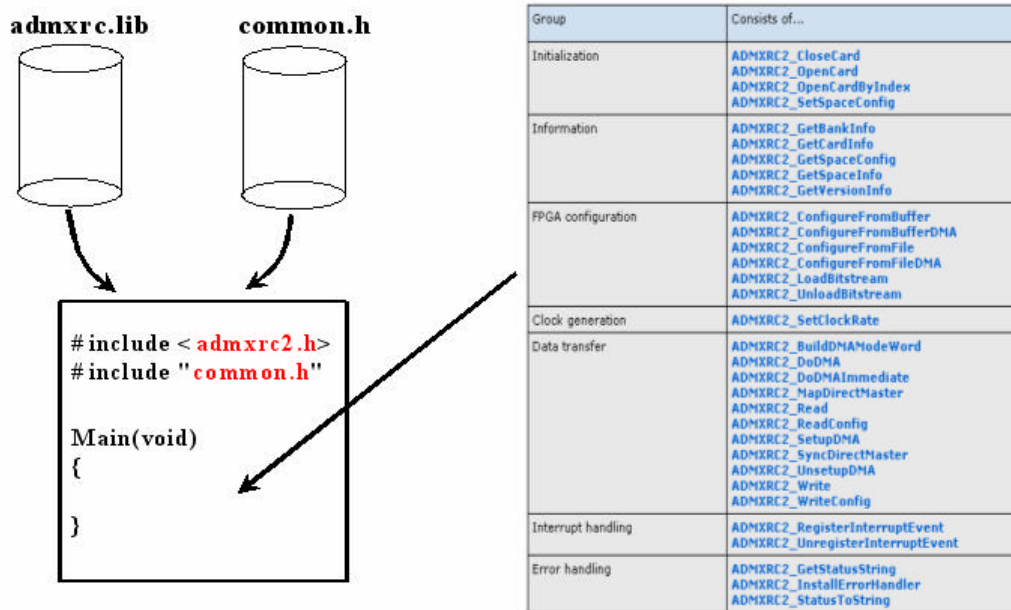 admxrc.lib common.h
#include <admxrc2.h>
#include "common.h"
Main(void)
{
}
Group Consists of...
Initialization ADMXRC2_CloseCard
ADMXRC2_OpenCard
ADMXRC2_OpenCardByIndex
ADMXRC2_SetSpaceConfig
Information ADMXRC2_GetBankInfo
ADMXRC2_GetCardInfo
ADMXRC2_GetSpaceConfig
ADMXRC2_GetSpaceInfo
ADMXRC2_GetVersionInfo
FPGA configuration ADMXRC2_ConfigureFromBuffer
ADMXRC2_ConfigureFromBufferDMA
ADMXRC2_ConfigureFromFile
ADMXRC2_ConfigureFromFileDMA
ADMXRC2_LoadBitstream
ADMXRC2_UnloadBitstream
Clock generation ADMXRC2_SetClockRate
Data transfer ADMXRC2_BuildDMAModeWord
ADMXRC2_DoDMA
ADMXRC2_DoDMAImmediate
ADMXRC2_MapDirectMaster
ADMXRC2_Read
ADMXRC2_ReadConfig
ADMXRC2_SetupDMA
ADMXRC2_SyncDirectMaster
ADMXRC2_UnsetupDMA
ADMXRC2_Write
ADMXRC2_WriteConfig
Interrupt handling ADMXRC2_RegisterInterruptEvent
ADMXRC2_UnregisterInterruptEvent
Error handling ADMXRC2_GetStatusString
ADMXRC2_InstallErrorHandler
ADMXRC2_StatusToString